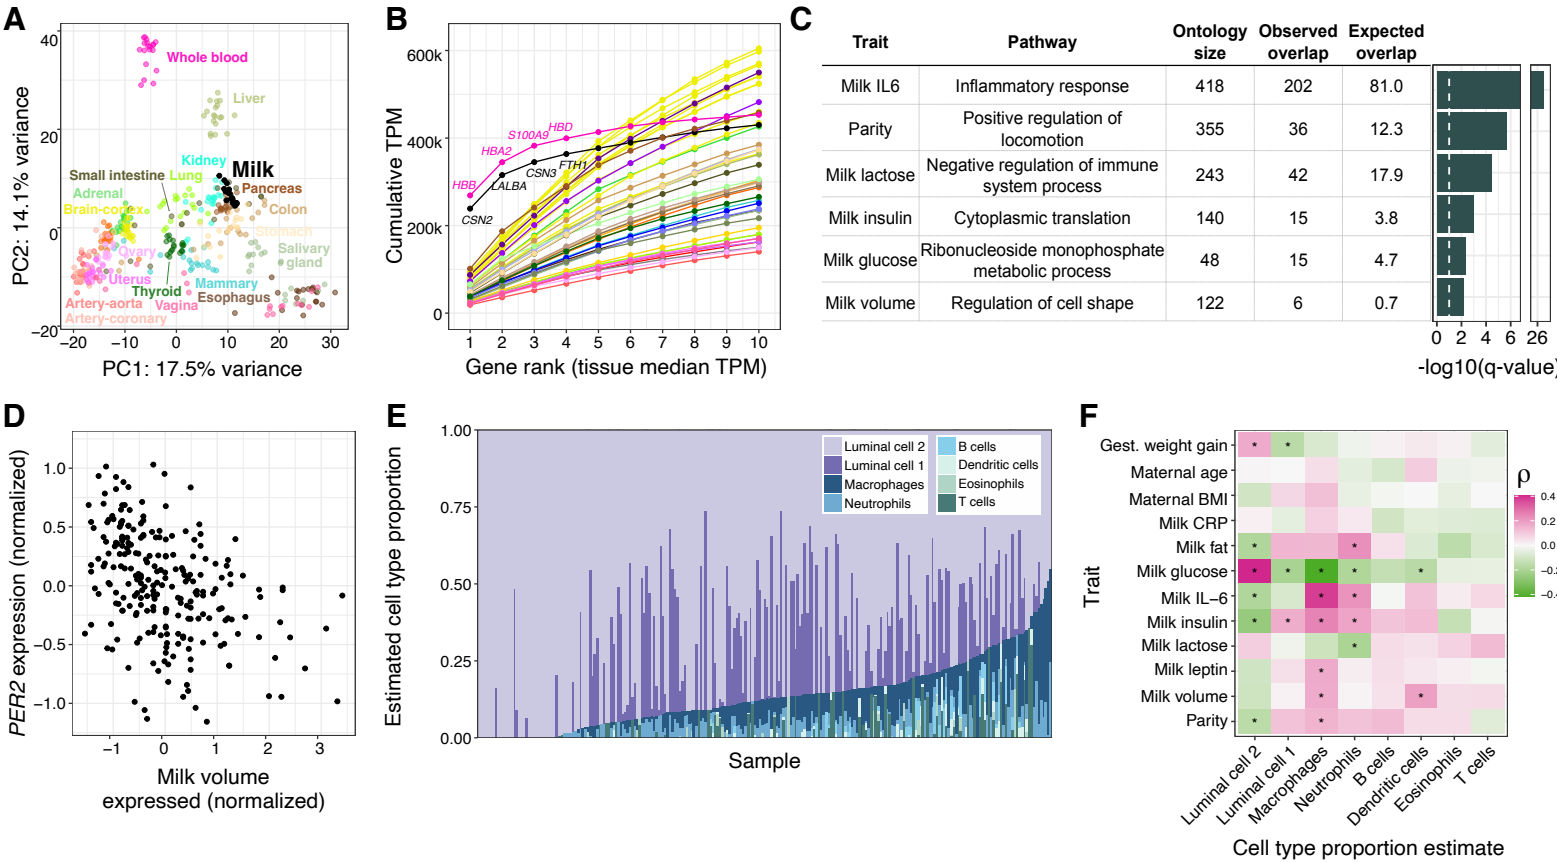 A
PC2: 14.1% variance
40
20
0
−20
Whole blood
Liver
Kidney
Milk
Small intestine
Lung
Adrenal
Pancreas
Brain-cortex
Colon
Stomach
Ovary
Salivary
gland
Uterus
Mammary
Thyroid
Esophagus
Artery-aorta
Vagina
Artery-coronary
−20
−10
0
10
20
30
PC1: 17.5% variance
B
Cumulative TPM
600k
400k
200k
0
HBB
HBA2
S100A9
HBD
CSN2
LALBA
CSN3
FTH1
1
2
3
4
5
6
7
8
9
10
Gene rank (tissue median TPM)
C
Trait
Pathway
Ontology
size
Observed
overlap
Expected
overlap
Milk IL6
Inflammatory response
418
202
81.0
Parity
Positive regulation of
locomotion
355
36
12.3
Milk lactose
Negative regulation of immune
system process
243
42
17.9
Milk insulin
Cytoplasmic translation
140
15
3.8
Milk glucose
Ribonucleoside monophosphate
metabolic process
48
15
4.7
Milk volume
Regulation of cell shape
122
6
0.7
0
2
4
6
26
-log10(q-value)
D
PER2 expression (normalized)
1.0
0.5
0.0
−0.5
−1.0
−1
0
1
2
3
Milk volume
expressed (normalized)
E
Estimated cell type proportion
1.00
0.75
0.50
0.25
0.00
Luminal cell 2
Luminal cell 1
Macrophages
Neutrophils
B cells
Dendritic cells
Eosinophils
T cells
Sample
F
Trait
Gest. weight gain
Maternal age
Maternal BMI
Milk CRP
Milk fat
Milk glucose
Milk IL−6
Milk insulin
Milk lactose
Milk leptin
Milk volume
Parity
Luminal cell 2
Luminal cell 1
Macrophages
Neutrophils
B cells
Dendritic cells
Eosinophils
T cells
Cell type proportion estimate
ρ
0.4
0.2
0.0